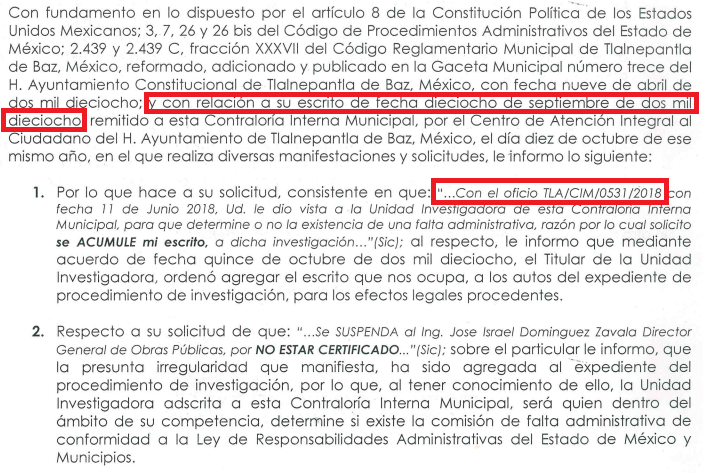 Con fundamento en lo dispuesto por el artículo 8 de la Constitución Política de los Estados
Unidos Mexicanos; 3, 7, 26 y 26 bis del Código de Procedimientos Administrativos del Estado de
México; 2.439 y 2.439 C, fracción XXXVII del Código Reglamentario Municipal de Tlalnepantla
de Baz, México, reformado, adicionado y publicado en la Gaceta Municipal número trece del
H. Ayuntamiento Constitucional de Tlalnepantla de Baz, México, con fecha nueve de abril de
dos mil dieciocho; y con relación a su escrito de fecha dieciocho de septiembre de dos mil
dieciocho, remitido a esta Contraloría Interna Municipal, por el Centro de Atención Integral al
Ciudadano del H. Ayuntamiento de Tlalnepantla de Baz, México, el día diez de octubre de ese
mismo año, en el que realiza diversas manifestaciones y solicitudes, le informo lo siguiente:
1. Por lo que hace a su solicitud, consistente en que: "...Con el oficio TLA/CIM/0531/2018 con
fecha 11 de Junio 2018, Ud. le dio vista a la Unidad Investigadora de esta Contraloría Interna
Municipal, para que determine o no la existencia de una falta administrativa, razón por lo cual solicito
se ACUMULE mi escrito, a dicha investigación..."(Sic); al respecto, le informo que mediante
acuerdo de fecha quince de octubre de dos mil dieciocho, el Titular de la Unidad
Investigadora, ordenó agregar el escrito que nos ocupa, a los autos del expediente de
procedimiento de investigación, para los efectos legales procedentes.
2. Respecto a su solicitud de que: "...Se SUSPENDA al Ing. Jose Israel Dominguez Zavala Director
General de Obras Públicas, por NO ESTAR CERTIFICADO..."(Sic); sobre el particular le informo, que
la presunta irregularidad que manifiesta, ha sido agregada al expediente del
procedimiento de investigación, por lo que, al tener conocimiento de ello, la Unidad
Investigadora adscrita a esta Contraloría Interna Municipal, será quien dentro del
ámbito de su competencia, determine si existe la comisión de falta administrativa de
conformidad a la Ley de Responsabilidades Administrativas del Estado de México y
Municipios.